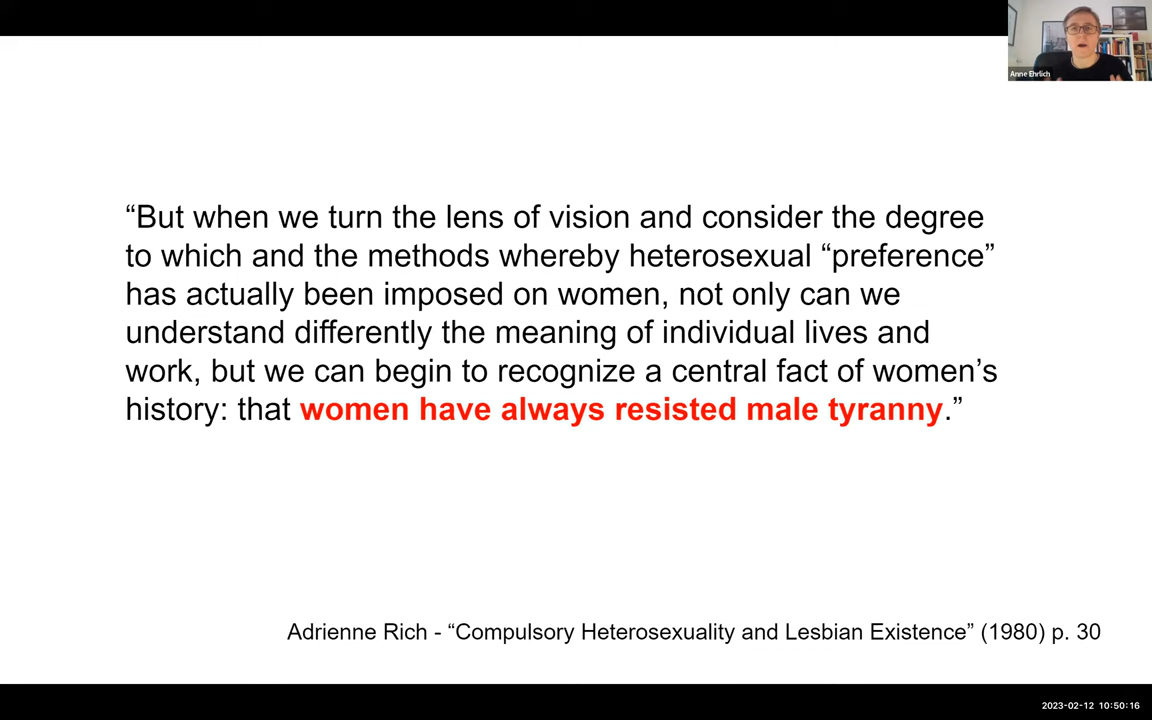 Anne Ehrlich
“But when we turn the lens of vision and consider the degree
to which and the methods whereby heterosexual “preference”
has actually been imposed on women, not only can we
understand differently the meaning of individual lives and
work, but we can begin to recognize a central fact of women’s
history: that women have always resisted male tyranny.”
Adrienne Rich - “Compulsory Heterosexuality and Lesbian Existence” (1980) p. 30
2023-02-12 10:50:16